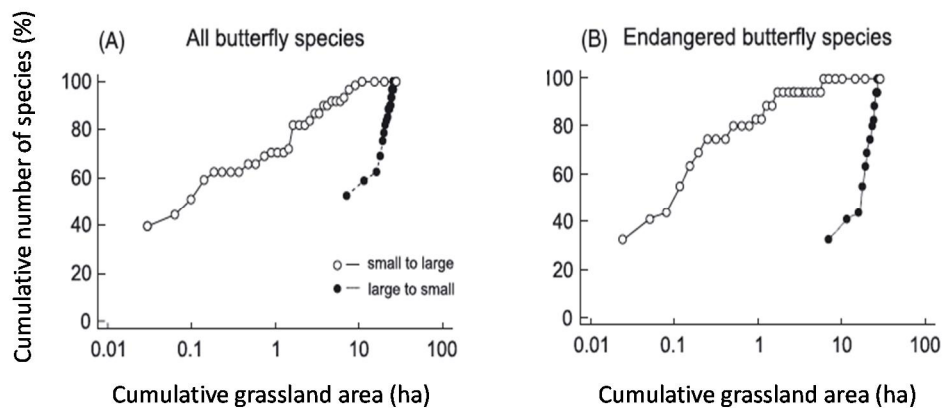 Cumulative number of species (%)
(A) All butterfly species
100
80
60
40
20
0
0.01 0.1 1 10 100
small to large
large to small
Cumulative grassland area (ha)
(B) Endangered butterfly species
100
80
60
40
20
0
0.01 0.1 1 10 100
Cumulative grassland area (ha)